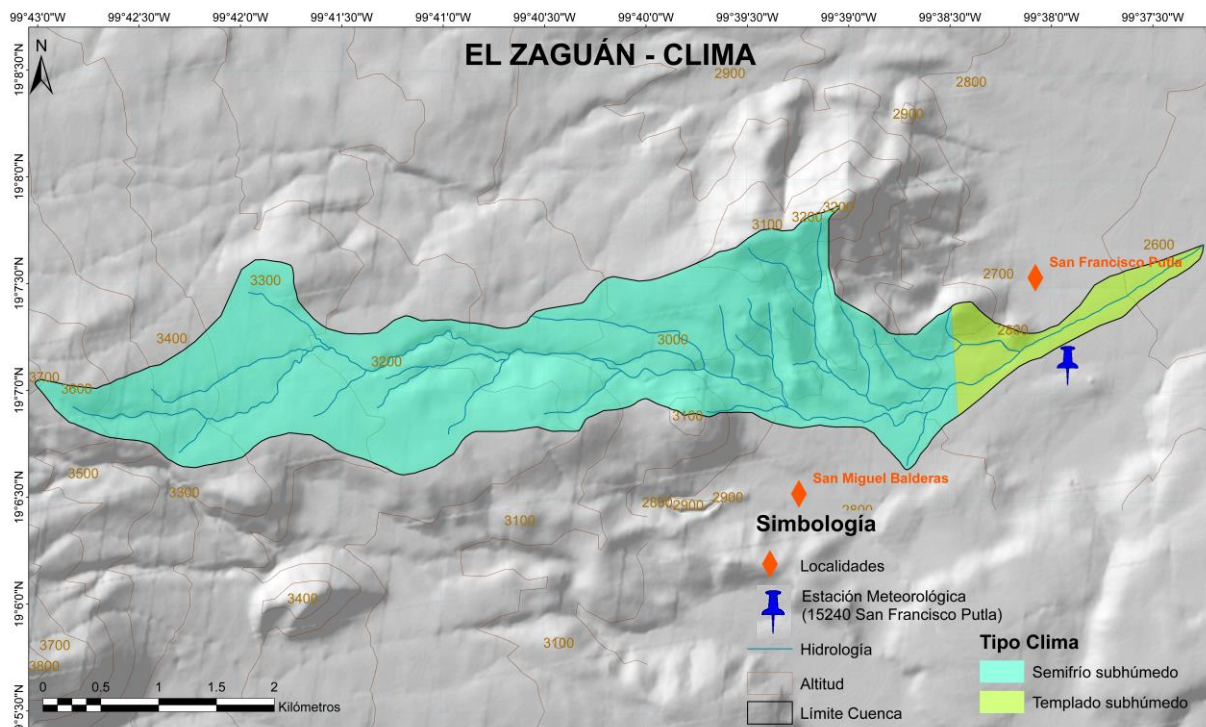 99°43'0"N 99°42'30"N 99°42'0"N 99°41'30"N 99°41'0"N 99°40'30"N 99°40'0"N 99°39'30"N 99°39'0"N 99°38'30"N 99°38'0"N 99°37'30"N
N
EL ZAGUÁN - CLIMA
19°8'30"N
2900
2800
2900
19°8'0"N
3200
3100
3200
2600
San Francisco Putla
2700
19°7'30"N
3300
2800
3400
3000
3200
19°7'0"N
3700
3600
3100
San Miguel Balderas
3500
3300
19°6'30"N
2800
2900
2900
2800
3100
Simbología
Localidades
Estación Meteorológica
(15240 San Francisco Putla)
Hidrología
Altitud
Límite Cuenca
Tipo Clima
Semifrío subhúmedo
Templado subhúmedo
19°6'0"N
3400
3100
3700
3800
0 0.5 1 1.5 2
Kilómetros
19°5'30"N